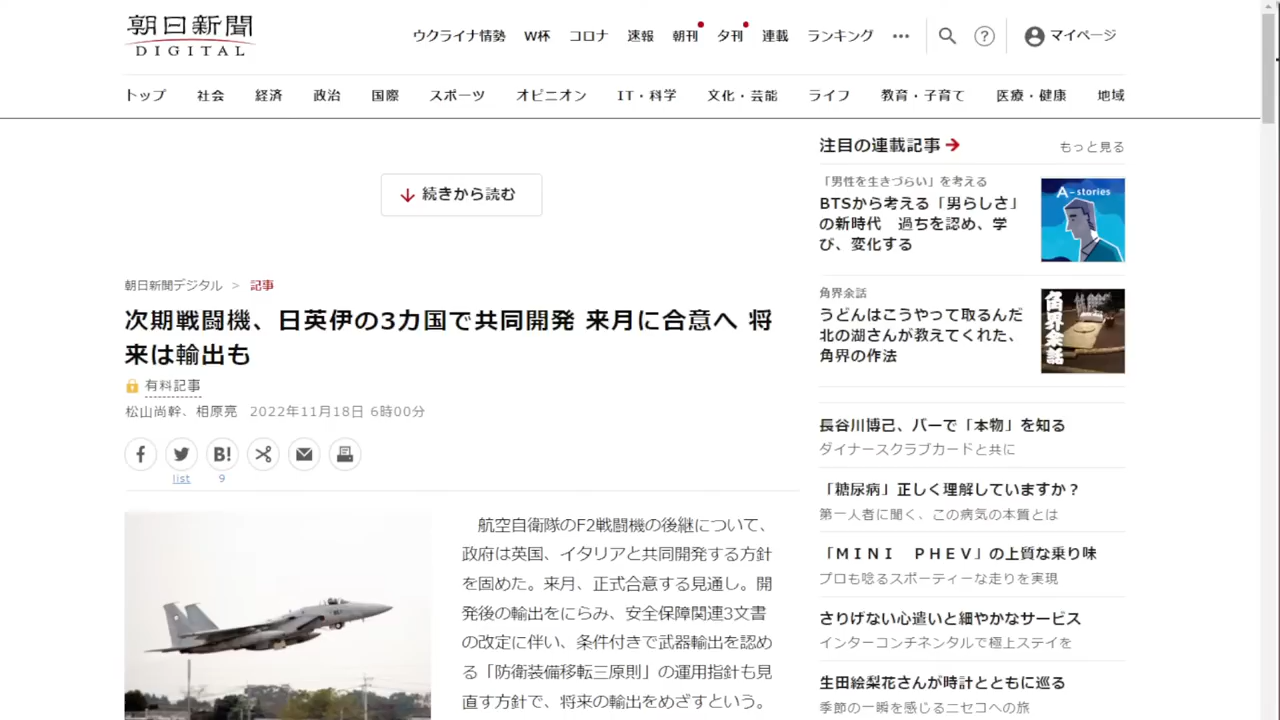 朝日新聞
DIGITAL
ウクライナ情勢 W杯 コロナ 速報 朝刊 夕刊 連載 ランキング ••• ? マイページ
トップ 社会 経済 政治 国際 スポーツ オピニオン IT・科学 文化・芸能 ライフ 教育・子育て 医療・健康 地域
↓ 続きから読む
朝日新聞デジタル > 記事
次期戦闘機、日英伊の3カ国で共同開発 来月に合意へ 将
来は輸出も
有料記事
松山尚幹、相原亮 2022年11月18日 6時00分
f B!
list 9
航空自衛隊のF2戦闘機の後継について、
政府は英国、イタリアと共同開発する方針
を固めた。来月、正式合意する見通し。開
発後の輸出をにらみ、安全保障関連3文書
の改定に伴い、条件付きで武器輸出を認め
る「防衛装備移転三原則」の運用指針も見
直す方針で、将来の輸出をめざすという。
注目の連載記事→ もっと見る
「男性を生きづらい」を考える
BTSから考える「男らしさ」
の新時代 過ちを認め、学
び、変化する
A-stories
角界余話
うどんはこうやって取るんだ
北の湖さんが教えてくれた、
角界の作法
角界余話
長谷川博己、バーで「本物」を知る
ダイナースクラブカードと共に
「糖尿病」正しく理解していますか？
第一人者に聞く、この病気の本質とは
「ＭＩＮＩ　ＰＨＥＶ」の上質な乗り味
プロも唸るスポーティーな走りを実現
さりげない心遣いと細やかなサービス
インターコンチネンタルで極上ステイを
生田絵梨花さんが時計とともに巡る
季節の一瞬を感じるニセコへの旅